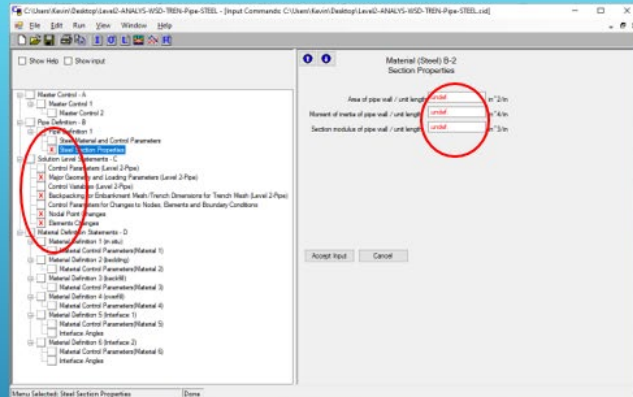 C:\Users\Kevin\Desktop\Level2-ANALYS-WSD-TREN-Pipe-STEEL - [Input Commands: C:\Users\Kevin\Desktop\Level2-ANALYS-WSD-TREN-Pipe-STEEL.cid]
File Edit Run View Window Help
Show Help Show input
Master Control - A
Master Control 1
Master Control 2
Pipe Definition - B
Pipe Definition 1
Steel Material and Control Parameters
Steel Section Properties
Solution Level Statements - C
Control Parameters (Level 2-Pipe)
Major Geometry and Loading Parameters (Level 2-Pipe)
Control Variables (Level 2-Pipe)
Backpacking for Embankment Mesh/Trench Dimensions for Trench Mesh (Level 2-Pipe)
Control Parameters for Changes to Nodes, Elements and Boundary Conditions
Nodal Point Changes
Elements Changes
Material Definition Statements - D
Material Definition 1 (in situ)
Material Control Parameters(Material 1)
Material Definition 2 (bedding)
Material Control Parameters(Material 2)
Material Definition 3 (backfill)
Material Control Parameters(Material 3)
Material Definition 4 (overfill)
Material Control Parameters(Material 4)
Material Definition 5 (Interface 1)
Material Control Parameters(Material 5)
Interface Angles
Material Definition 6 (Interface 2)
Material Control Parameters(Material 6)
Interface Angles
Material (Steel) B-2
Section Properties
Area of pipe wall / unit length undef in^2/in
Moment of inertia of pipe wall / unit length undef in^4/in
Section modulus of pipe wall / unit length undef in^3/in
Accept Input Cancel
Menu Selected: Steel Section Properties Done